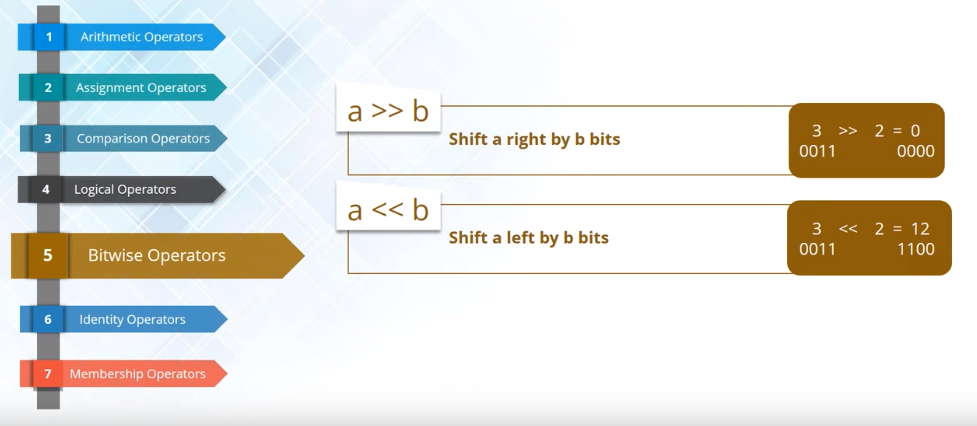 1 Arithmetic Operators
2 Assignment Operators
3 Comparison Operators
4 Logical Operators
5 Bitwise Operators
6 Identity Operators
7 Membership Operators
a >> b
Shift a right by b bits
3 >> 2 = 0
0011 0000
a << b
Shift a left by b bits
3 << 2 = 12
0011 1100